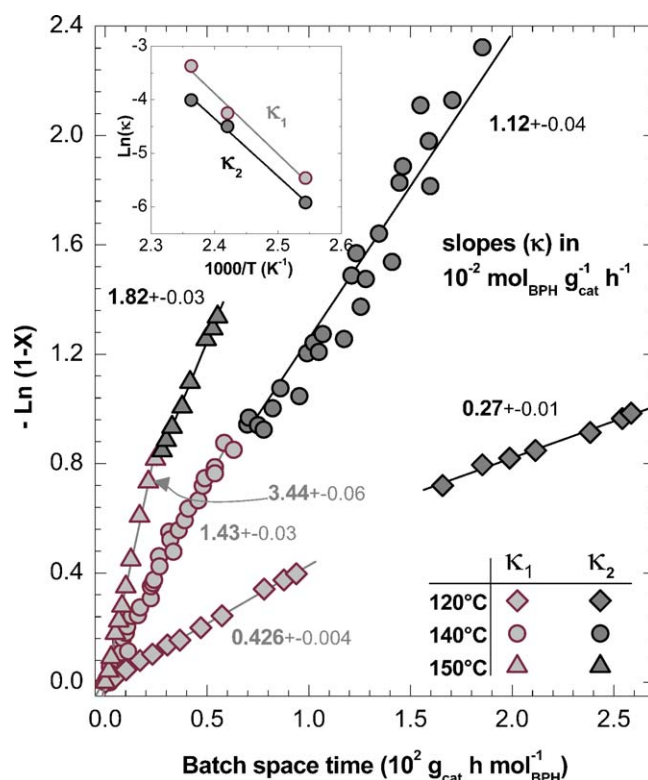 2.4
2.0
1.6
1.2
0.8
0.4
0.0
- Ln (1-X)
0.0 0.5 1.0 1.5 2.0 2.5
Batch space time (10² g_cat h mol⁻¹_BPH)
-3
-4
-5
-6
Ln(κ)
κ₁
κ₂
2.3 2.4 2.5 2.6
1000/T (K⁻¹)
1.12+-0.04
slopes (κ) in
10⁻² mol_BPH g⁻¹_cat h⁻¹
1.82+-0.03
0.27+-0.01
3.44+-0.06
1.43+-0.03
0.426+-0.004
κ₁ κ₂
120°C
140°C
150°C